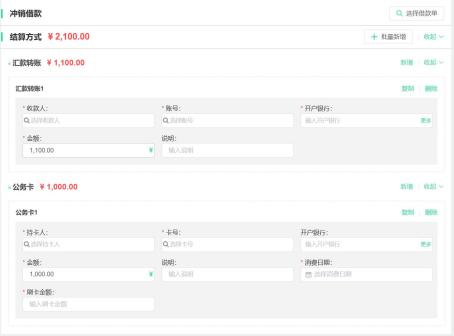 冲销借款 选择借款单
结算方式 ¥ 2,100.00 + 批量新增 收起
汇款转账 ¥ 1,100.00 新增 收起
汇款转账1 复制 删除
* 收款人: * 账号: * 开户银行:
选择收款人 选择账号 输入开户银行 更多
* 金额: 说明:
1,100.00 ¥ 输入说明
公务卡 ¥ 1,000.00 新增 收起
公务卡1 复制 删除
* 持卡人: * 卡号: 开户银行:
选择持卡人 选择卡号 输入开户银行 更多
* 金额: 说明: * 消费日期:
1,000.00 ¥ 输入说明 选择消费日期
* 刷卡金额:
输入刷卡金额